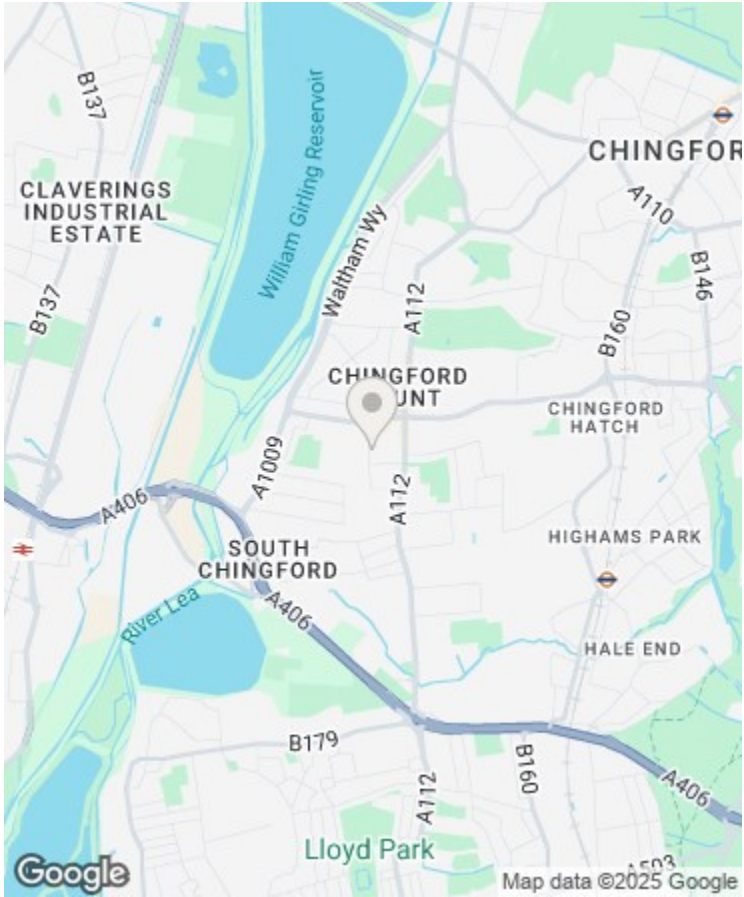 B137
William Girling Reservoir
CHINGFOR
CLAVERINGS
INDUSTRIAL
ESTATE
A110
Waltham Wy
B146
B137
A112
B160
CHINGFORD
UNT
CHINGFORD
HATCH
A1009
A112
A406
HIGHAMS PARK
SOUTH
CHINGFORD
River Lea
A406
HALE END
B179
B160
A112
A406
Lloyd Park
A503
Google
Map data ©2025 Google